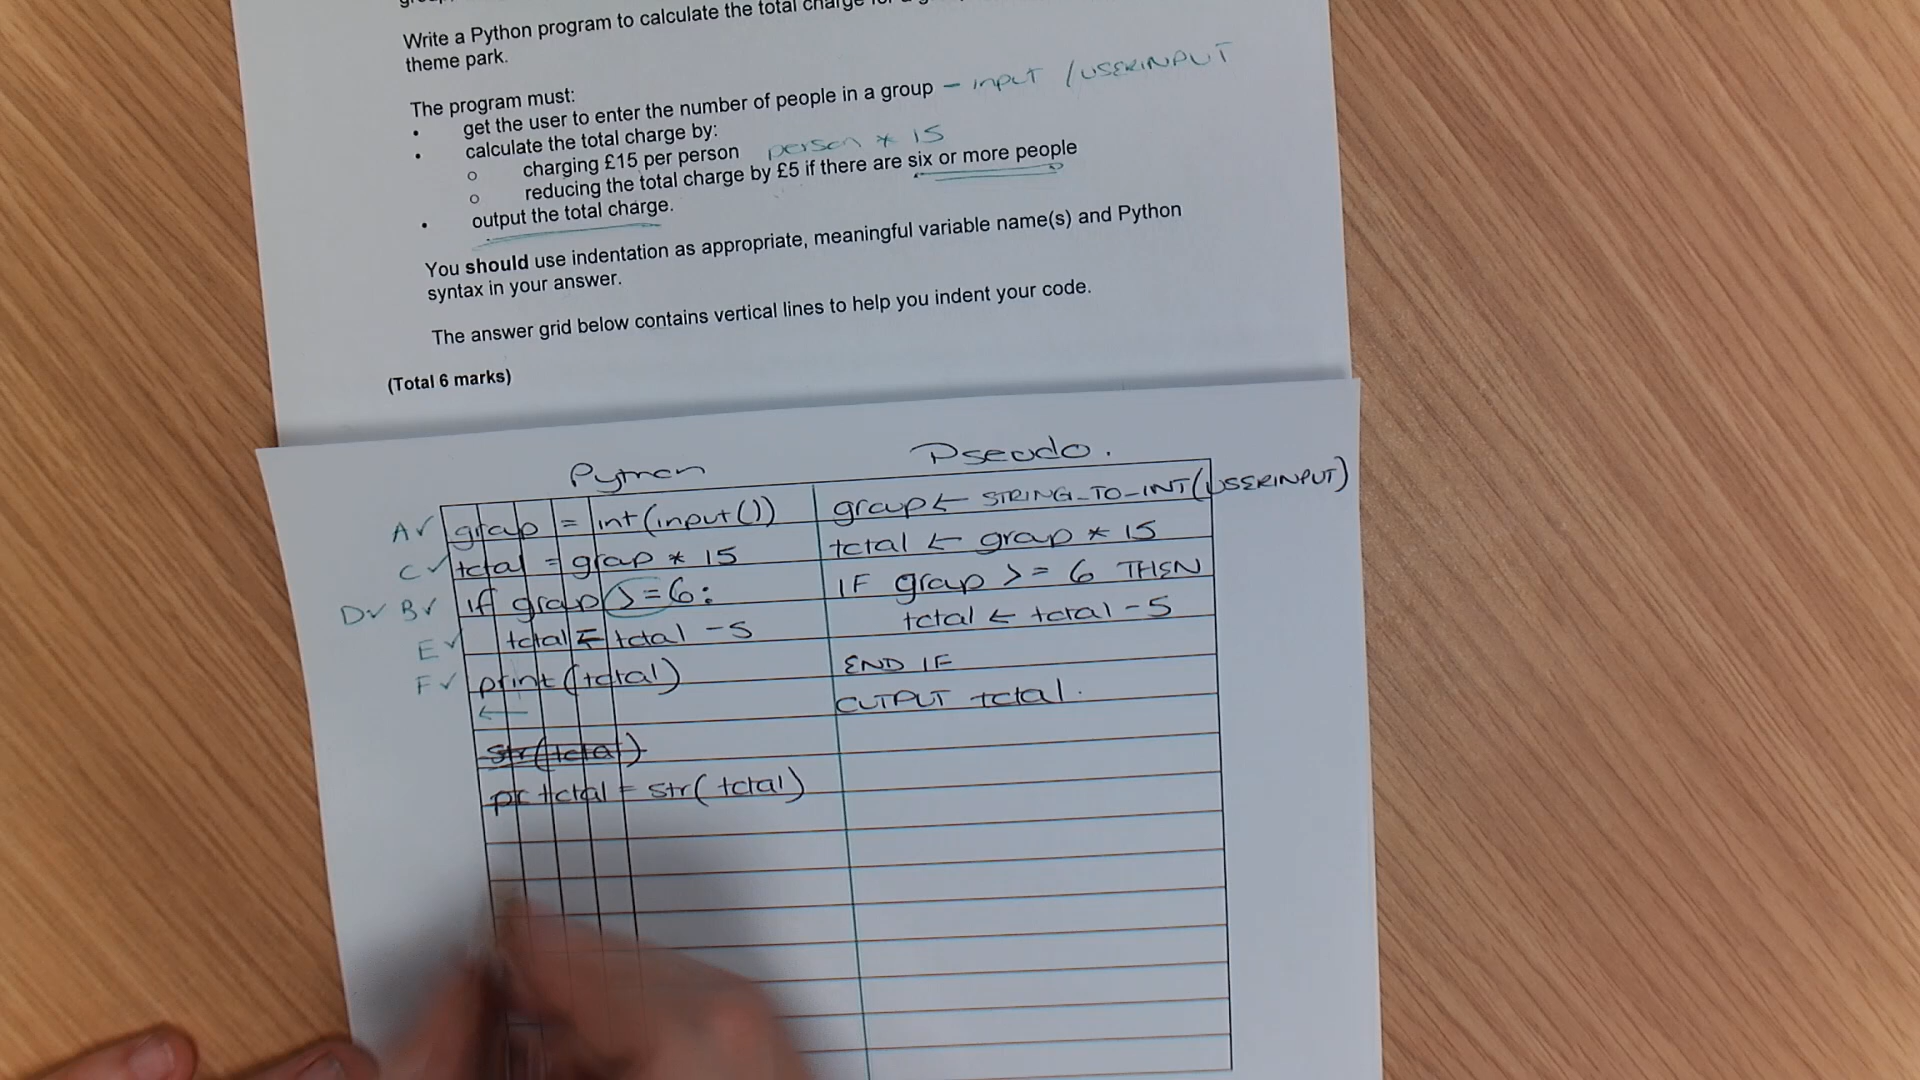 Write a Python program to calculate the total charge for a
theme park.
The program must:
• get the user to enter the number of people in a group – input / USERINPUT
• calculate the total charge by:
o charging £15 per person person * 15
o reducing the total charge by £5 if there are six or more people
• output the total charge.
You should use indentation as appropriate, meaningful variable name(s) and Python
syntax in your answer.
The answer grid below contains vertical lines to help you indent your code.
(Total 6 marks)
Python Pseudo.
A✓ group = int(input()) group ← STRING_TO_INT(USERINPUT)
C✓ total = group * 15 total ← group * 15
D✓ B✓ if group >=6: IF group >= 6 THEN
E✓ total = total -5 total ← total -5
F✓ print(total) END IF
← OUTPUT total.
str(total)
pr total = str(total)